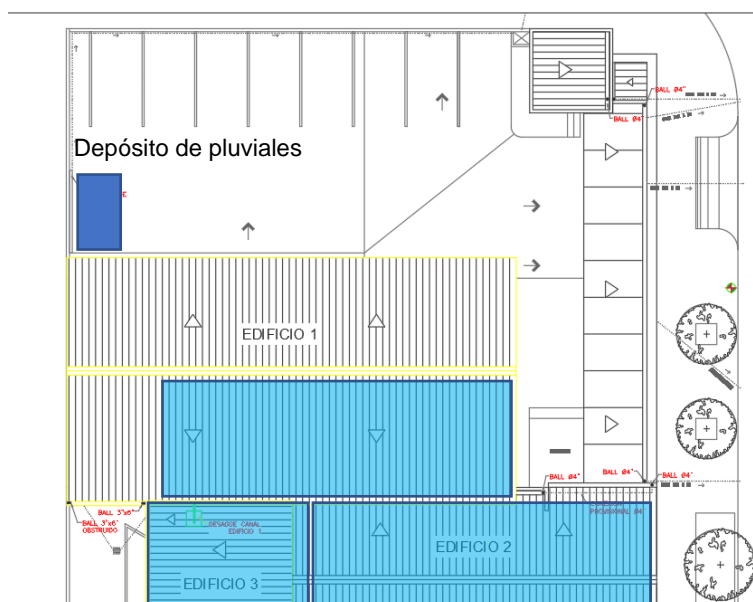 BALL Ø4"
BALL Ø4"
Depósito de pluviales
E
EDIFICIO 1
BALL Ø4"
BALL Ø4"
BALL Ø4"
BALL 3"x6"
BALL 3"x6"
OBSTRUIDO
DESAGUE CANAL
EDIFICIO 1
PROVISIONAL Ø4
EDIFICIO 2
EDIFICIO 3